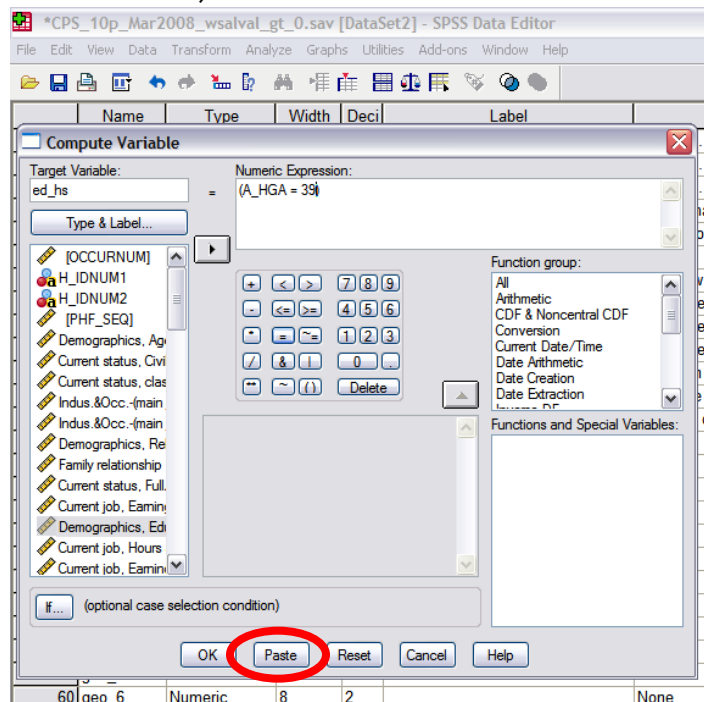 *CPS_10p_Mar2008_wsalval_gt_0.sav [DataSet2] - SPSS Data Editor
File Edit View Data Transform Analyze Graphs Utilities Add-ons Window Help
Name Type Width Deci Label
Compute Variable
Target Variable: Numeric Expression:
ed_hs = (A_HGA = 39)
Type & Label...
[OCCURNUM]
H_IDNUM1
H_IDNUM2
[PHF_SEQ]
Demographics, Ag
Current status, Civi
Current status, clas
Indus.&Occ.-(main
Indus.&Occ.-(main
Demographics, Re
Family relationship
Current status, Full.
Current job, Earning
Demographics, Edu
Current job, Hours
Current job, Earnin
+ < > 7 8 9
- <= >= 4 5 6
* = ~= 1 2 3
/ & | 0 .
** ~ () Delete
Function group:
All
Arithmetic
CDF & Noncentral CDF
Conversion
Current Date/Time
Date Arithmetic
Date Creation
Date Extraction
Inverse DF
Functions and Special Variables:
If... (optional case selection condition)
OK Paste Reset Cancel Help
60 geo_6 Numeric 8 2 None